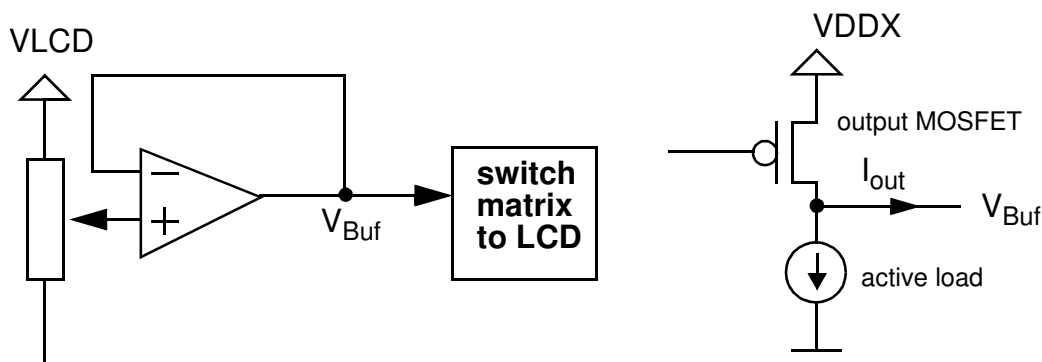 VLCD
−
+
V_Buf
switch
matrix
to LCD
VDDX
output MOSFET
I_out
V_Buf
active load